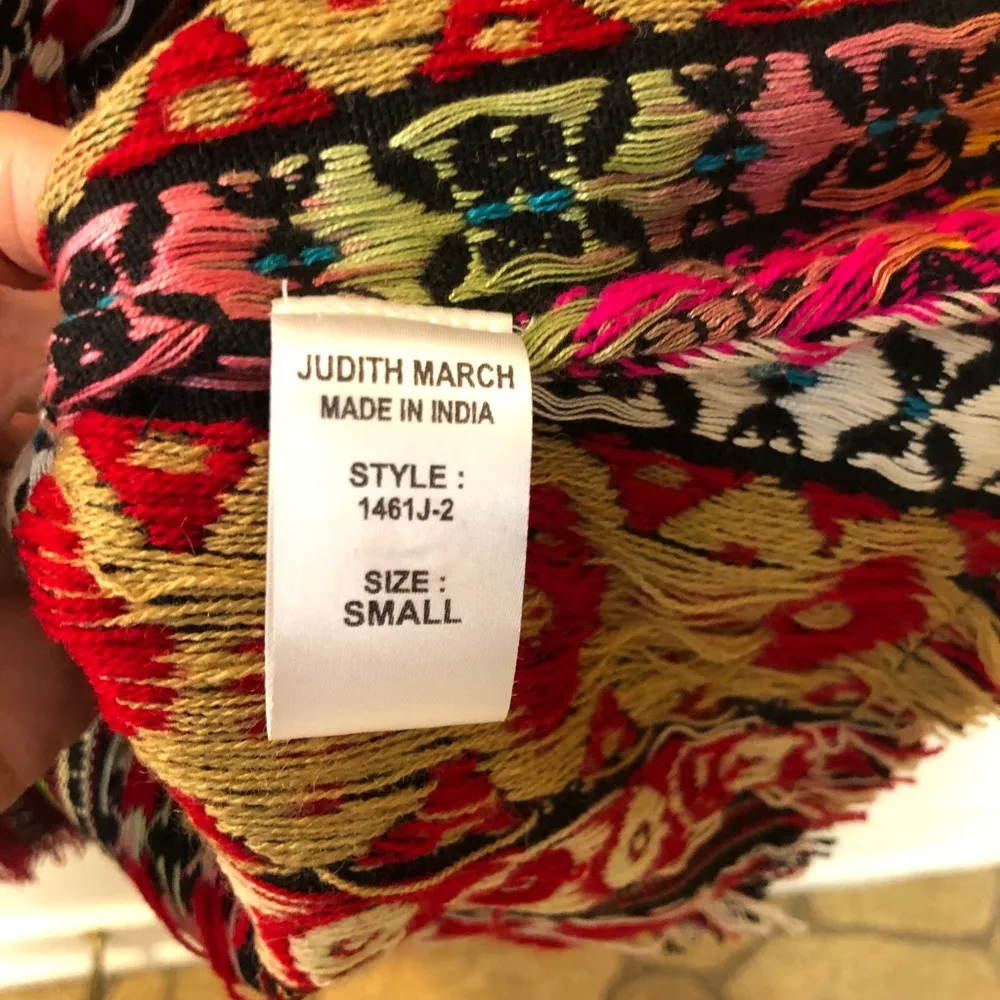 JUDITH MARCH
MADE IN INDIA
STYLE :
1461J-2
SIZE :
SMALL